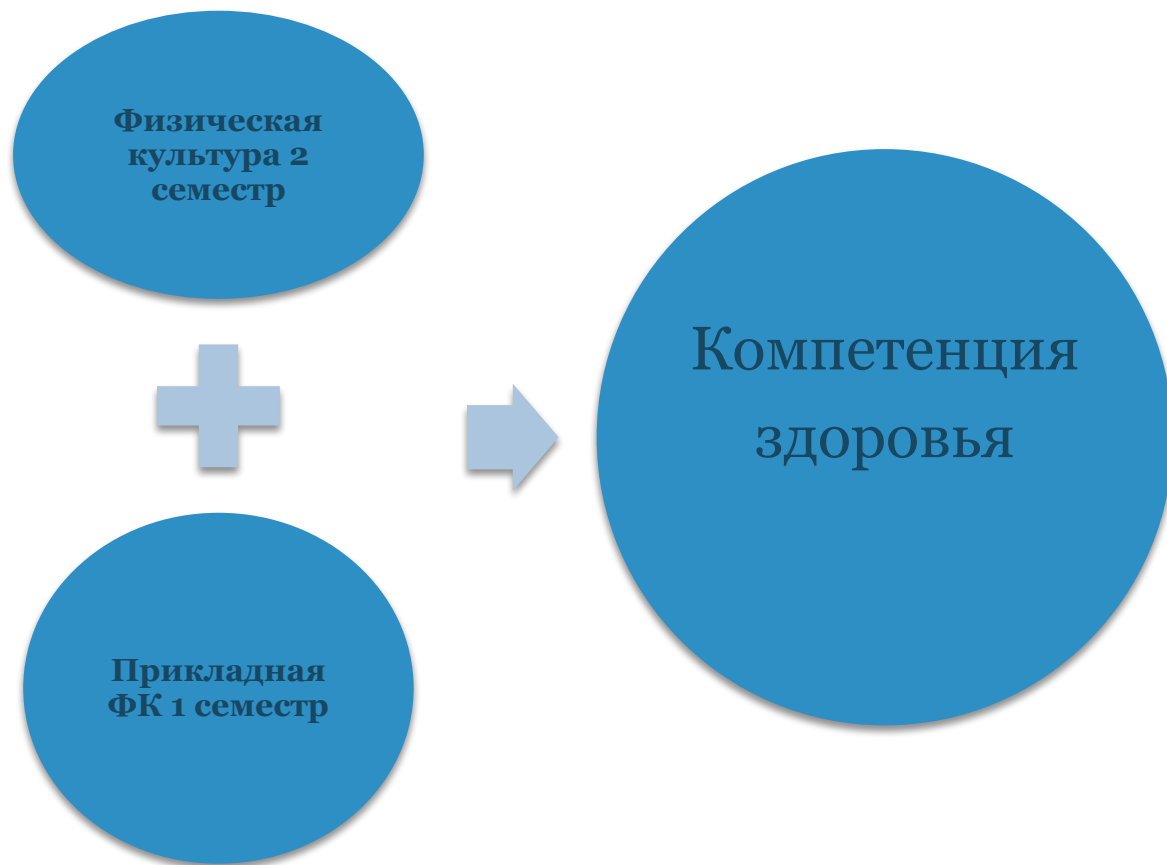 Физическая
культура 2
семестр
Прикладная
ФК 1 семестр
Компетенция
здоровья